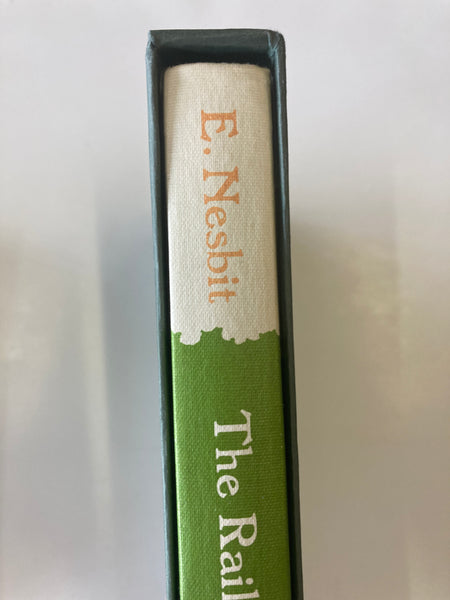 E. Nesbit
The Rail